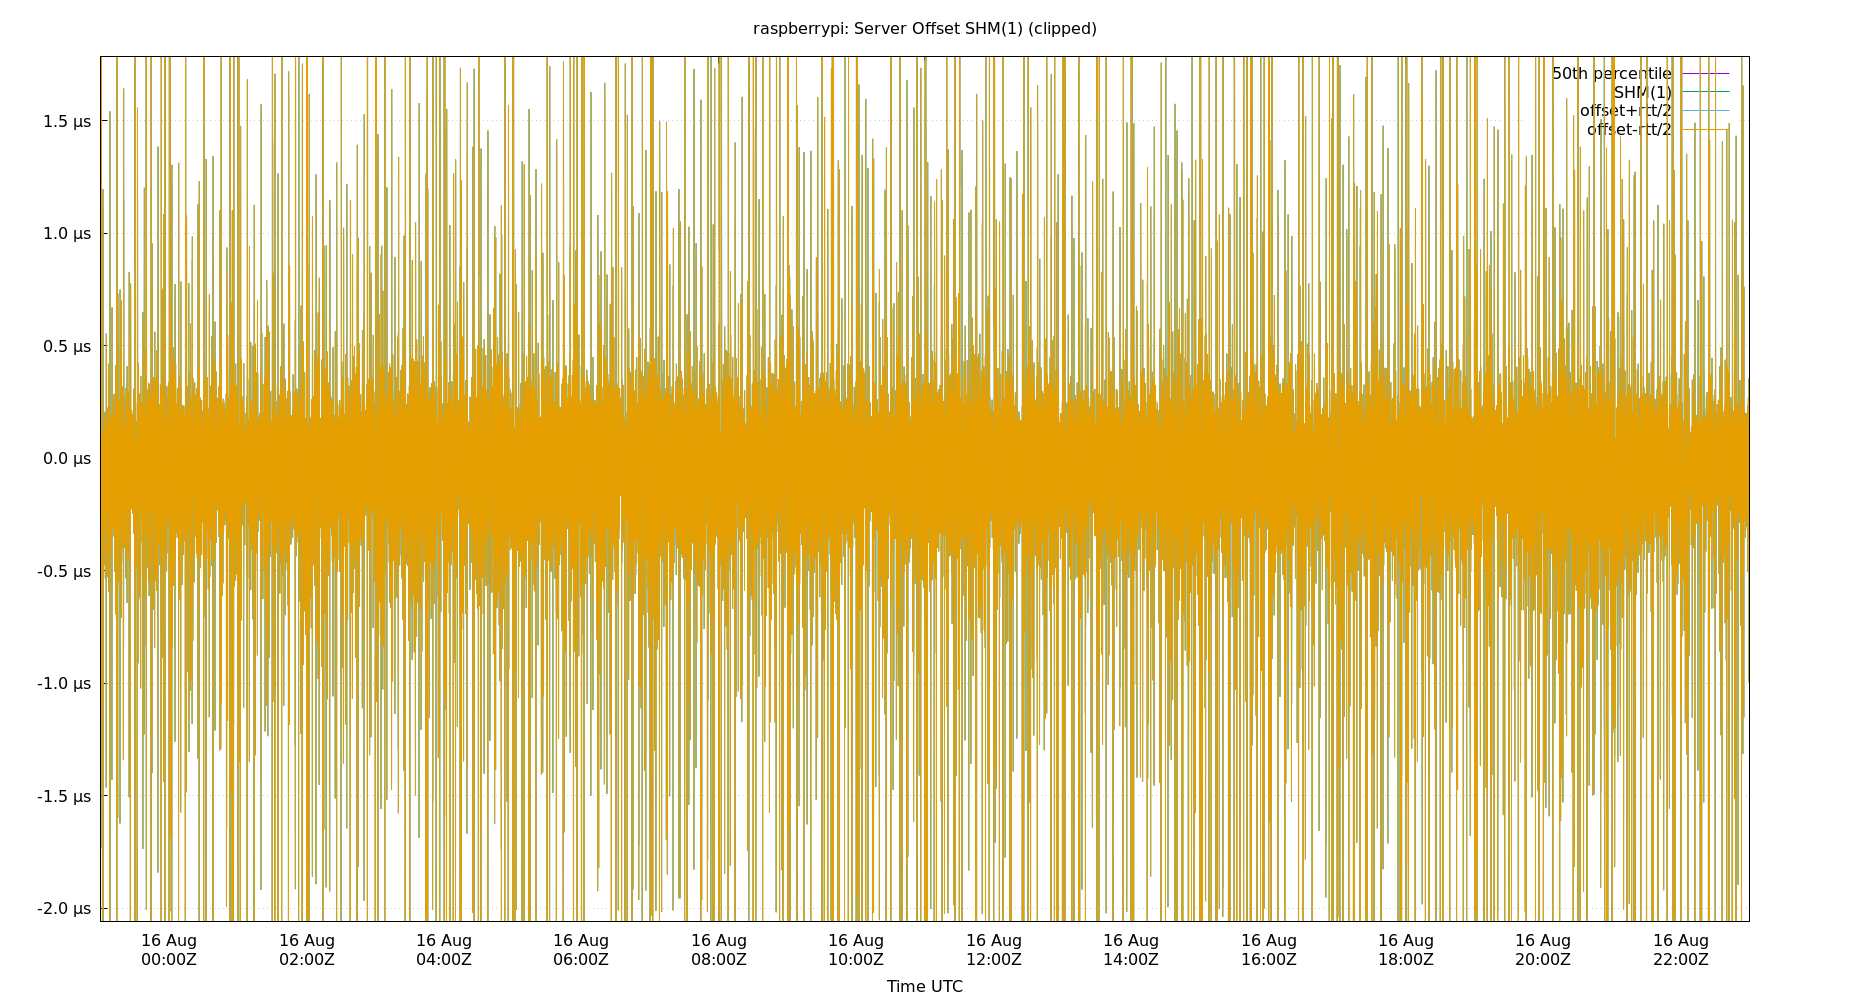 raspberrypi: Server Offset SHM(1) (clipped)
50th percentile
SHM(1)
offset+rtt/2
offset-rtt/2
1.5 µs
1.0 µs
0.5 µs
0.0 µs
-0.5 µs
-1.0 µs
-1.5 µs
-2.0 µs
16 Aug 16 Aug 16 Aug 16 Aug 16 Aug 16 Aug 16 Aug 16 Aug 16 Aug 16 Aug 16 Aug 16 Aug
00:00Z 02:00Z 04:00Z 06:00Z 08:00Z 10:00Z 12:00Z 14:00Z 16:00Z 18:00Z 20:00Z 22:00Z
Time UTC